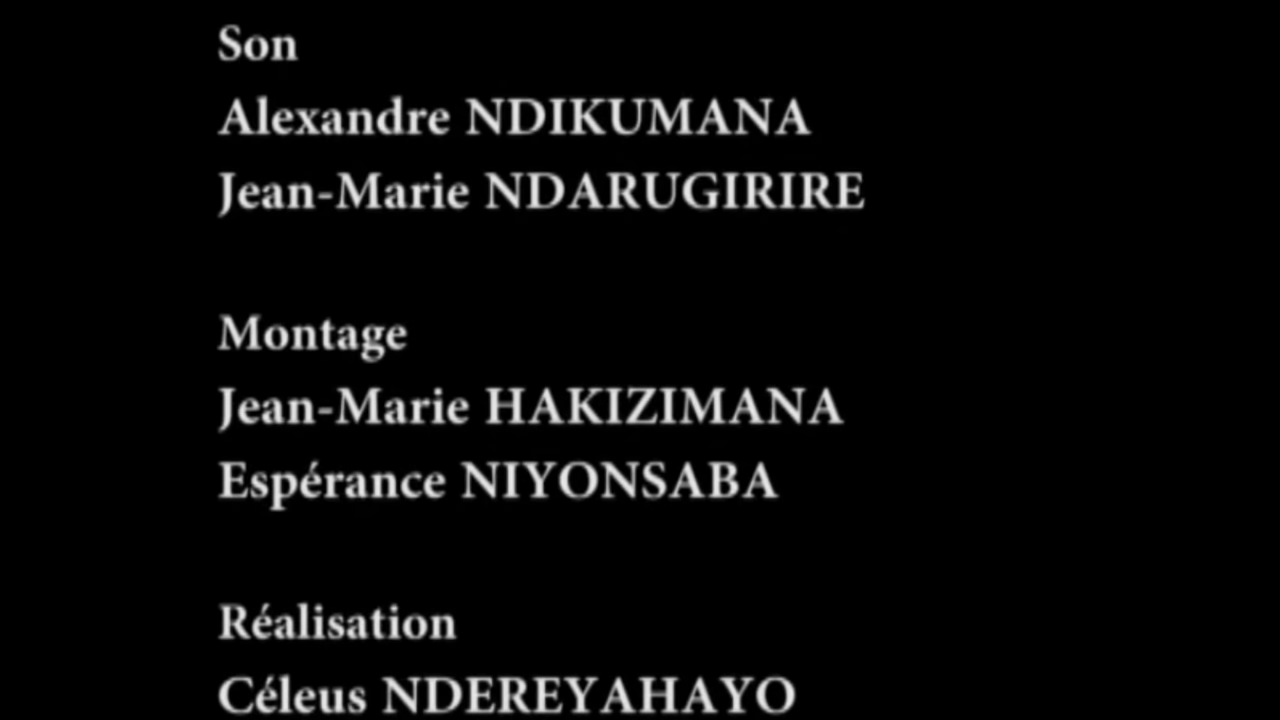 Son
Alexandre NDIKUMANA
Jean-Marie NDARUGIRIRE
Montage
Jean-Marie HAKIZIMANA
Espérance NIYONSABA
Réalisation
Céleus NDEREYAHAYO